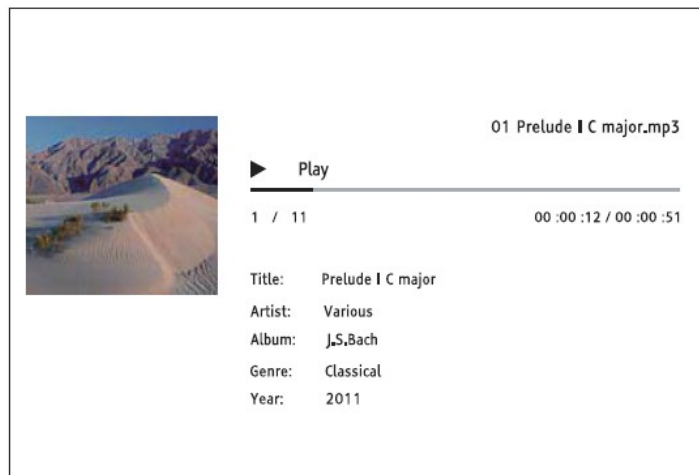 01 Prelude I C major.mp3
Play
1 / 11
00 :00 :12 / 00 :00 :51
Title: Prelude I C major
Artist: Various
Album: J.S.Bach
Genre: Classical
Year: 2011